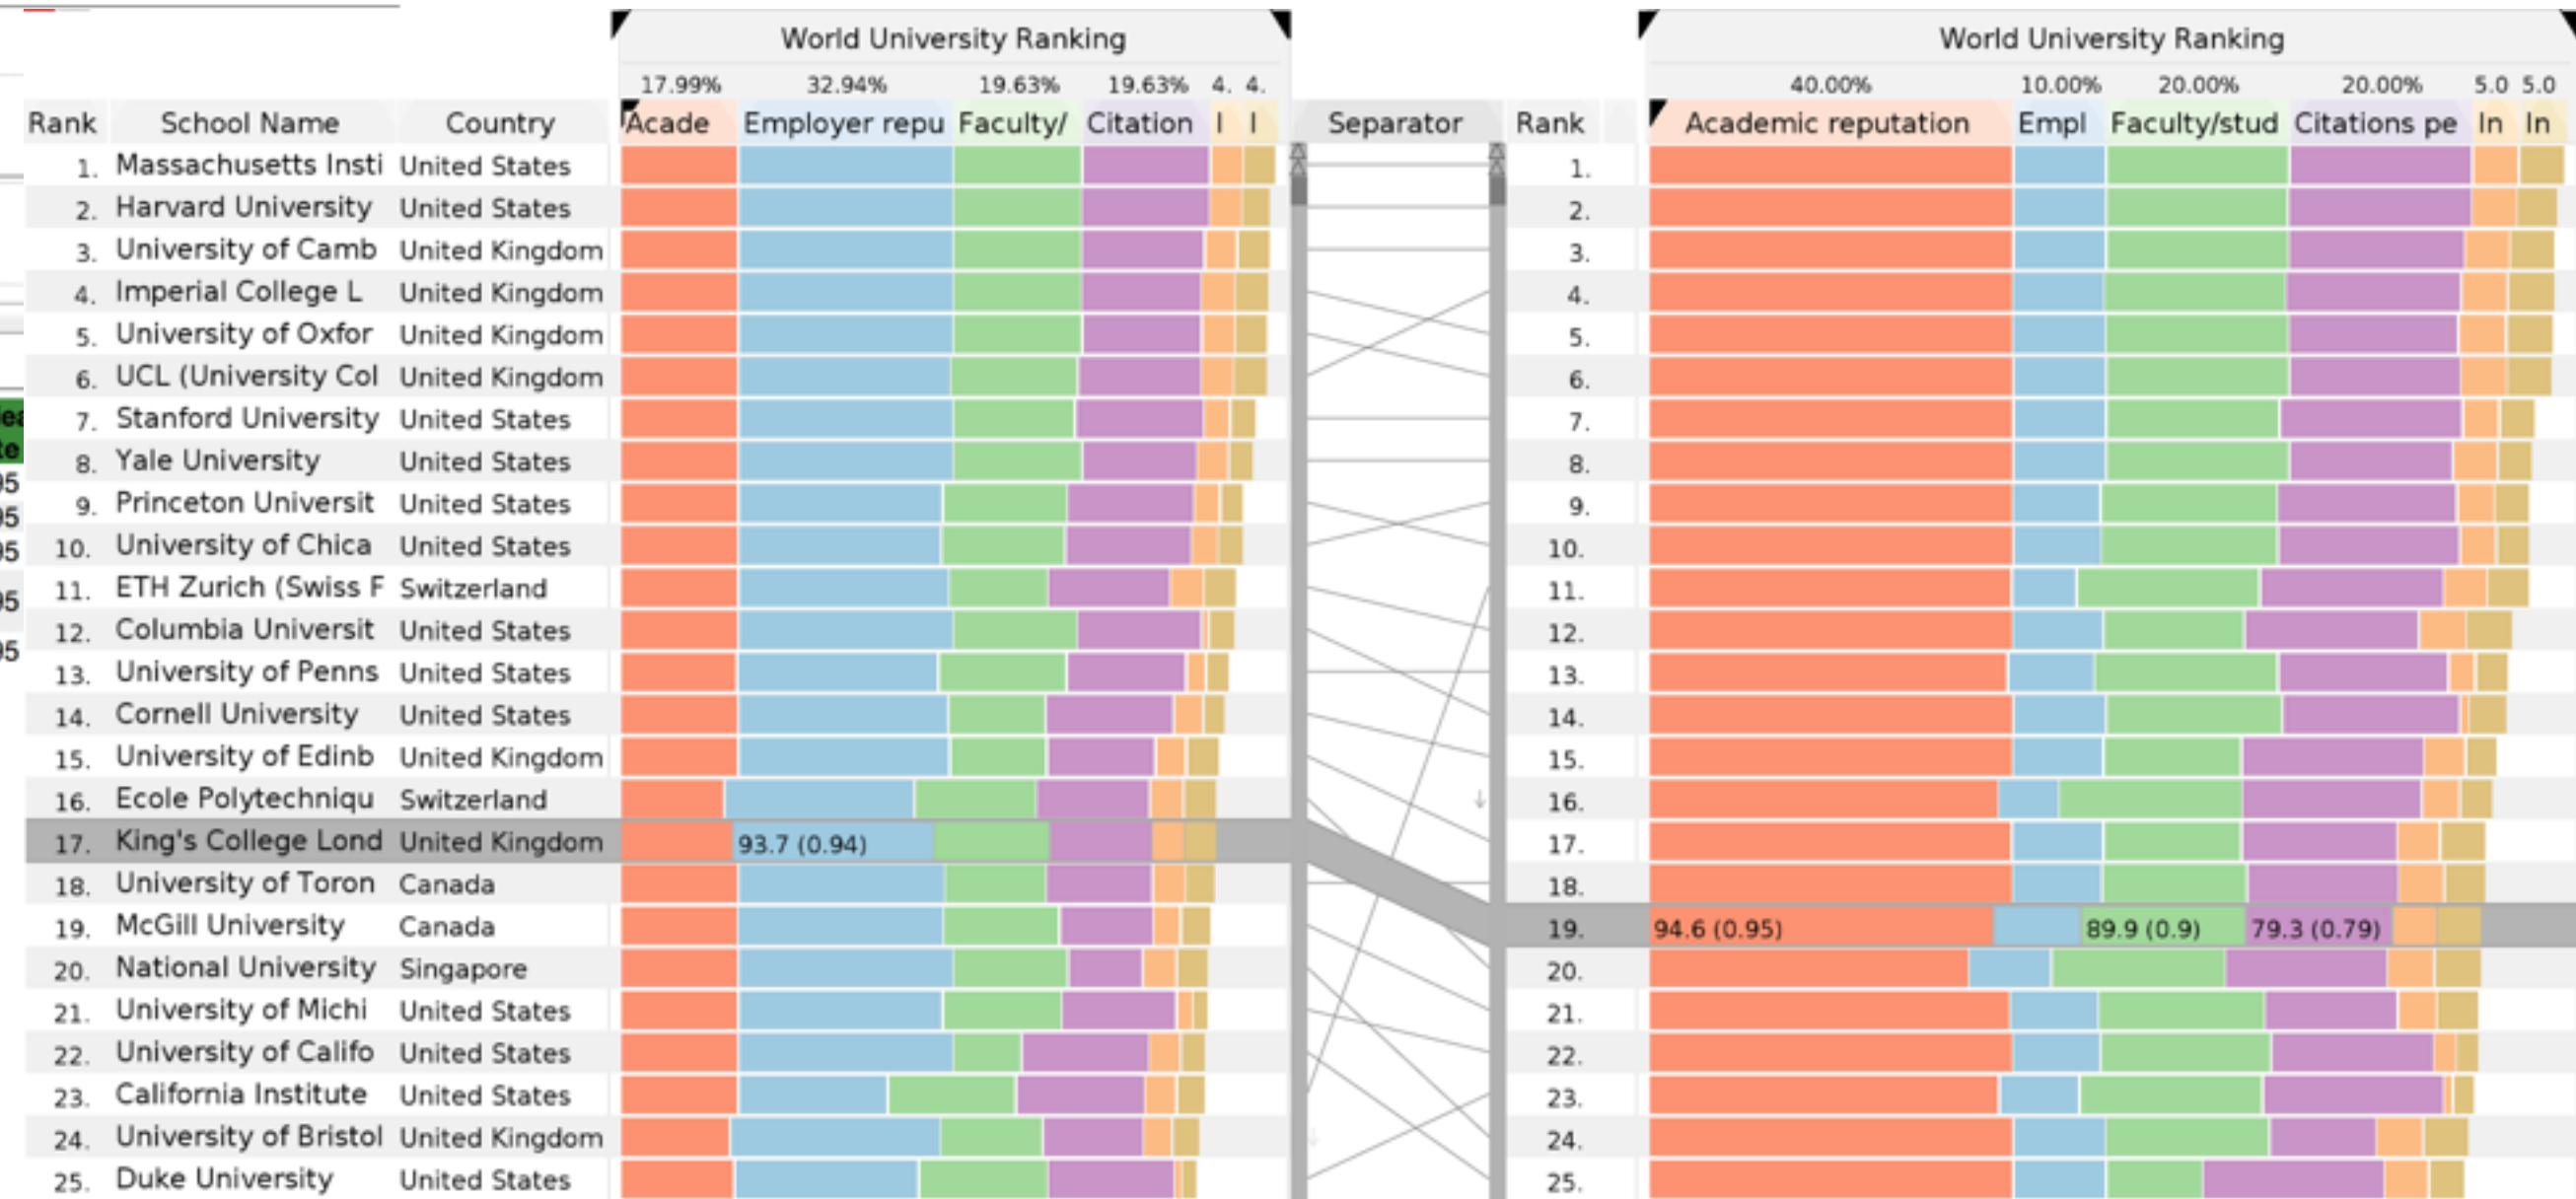 World University Ranking World University Ranking
17.99% 32.94% 19.63% 19.63% 4. 4. 40.00% 10.00% 20.00% 20.00% 5.0 5.0
Rank School Name Country Acade Employer repu Faculty/ Citation I I Separator Rank Academic reputation Empl Faculty/stud Citations pe In In
1. Massachusetts Insti United States 1.
2. Harvard University United States 2.
3. University of Camb United Kingdom 3.
4. Imperial College L United Kingdom 4.
5. University of Oxfor United Kingdom 5.
6. UCL (University Col United Kingdom 6.
7. Stanford University United States 7.
8. Yale University United States 8.
9. Princeton Universit United States 9.
10. University of Chica United States 10.
11. ETH Zurich (Swiss F Switzerland 11.
12. Columbia Universit United States 12.
13. University of Penns United States 13.
14. Cornell University United States 14.
15. University of Edinb United Kingdom 15.
16. Ecole Polytechniqu Switzerland 16.
17. King's College Lond United Kingdom 93.7 (0.94) 17.
18. University of Toron Canada 18.
19. McGill University Canada 19. 94.6 (0.95) 89.9 (0.9) 79.3 (0.79)
20. National University Singapore 20.
21. University of Michi United States 21.
22. University of Califo United States 22.
23. California Institute United States 23.
24. University of Bristol United Kingdom 24.
25. Duke University United States 25.
95
95
95
95
95